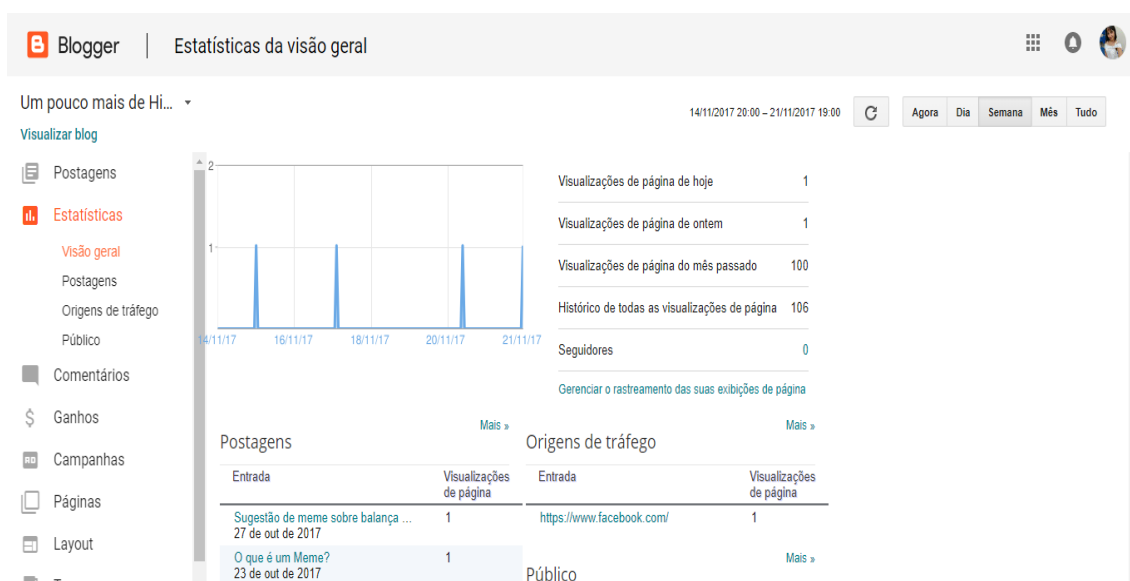 Blogger
Estatísticas da visão geral
Um pouco mais de Hi...
Visualizar blog
14/11/2017 20:00 – 21/11/2017 19:00
Agora
Dia
Semana
Mês
Tudo
Postagens
Estatísticas
Visão geral
Postagens
Origens de tráfego
Público
Comentários
Ganhos
Campanhas
Páginas
Layout
2
1
14/11/17
16/11/17
18/11/17
20/11/17
21/11/17
Visualizações de página de hoje 1
Visualizações de página de ontem 1
Visualizações de página do mês passado 100
Histórico de todas as visualizações de página 106
Seguidores 0
Gerenciar o rastreamento das suas exibições de página
Mais »
Postagens
Entrada
Visualizações
de página
Sugestão de meme sobre balança ... 1
27 de out de 2017
O que é um Meme? 1
23 de out de 2017
Mais »
Origens de tráfego
Entrada
Visualizações
de página
https://www.facebook.com/ 1
Mais »
Público